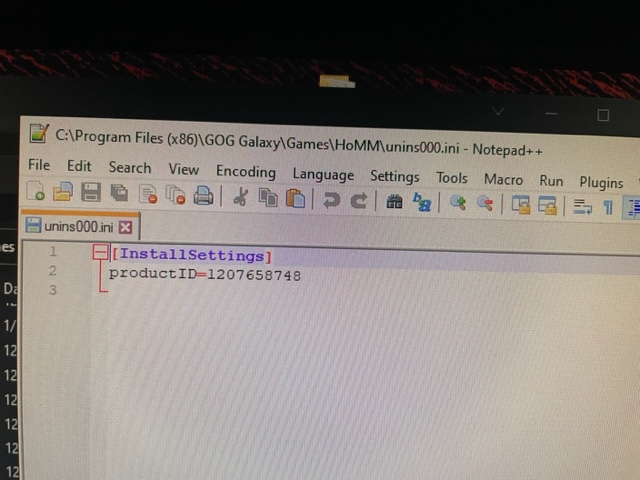 C:\Program Files (x86)\GOG Galaxy\Games\HoMM\unins000.ini - Notepad++
File Edit Search View Encoding Language Settings Tools Macro Run Plugins
unins000.ini
1 [InstallSettings]
2 productID=1207658748
3
es
Da
1/
12
12
12
12
12
12